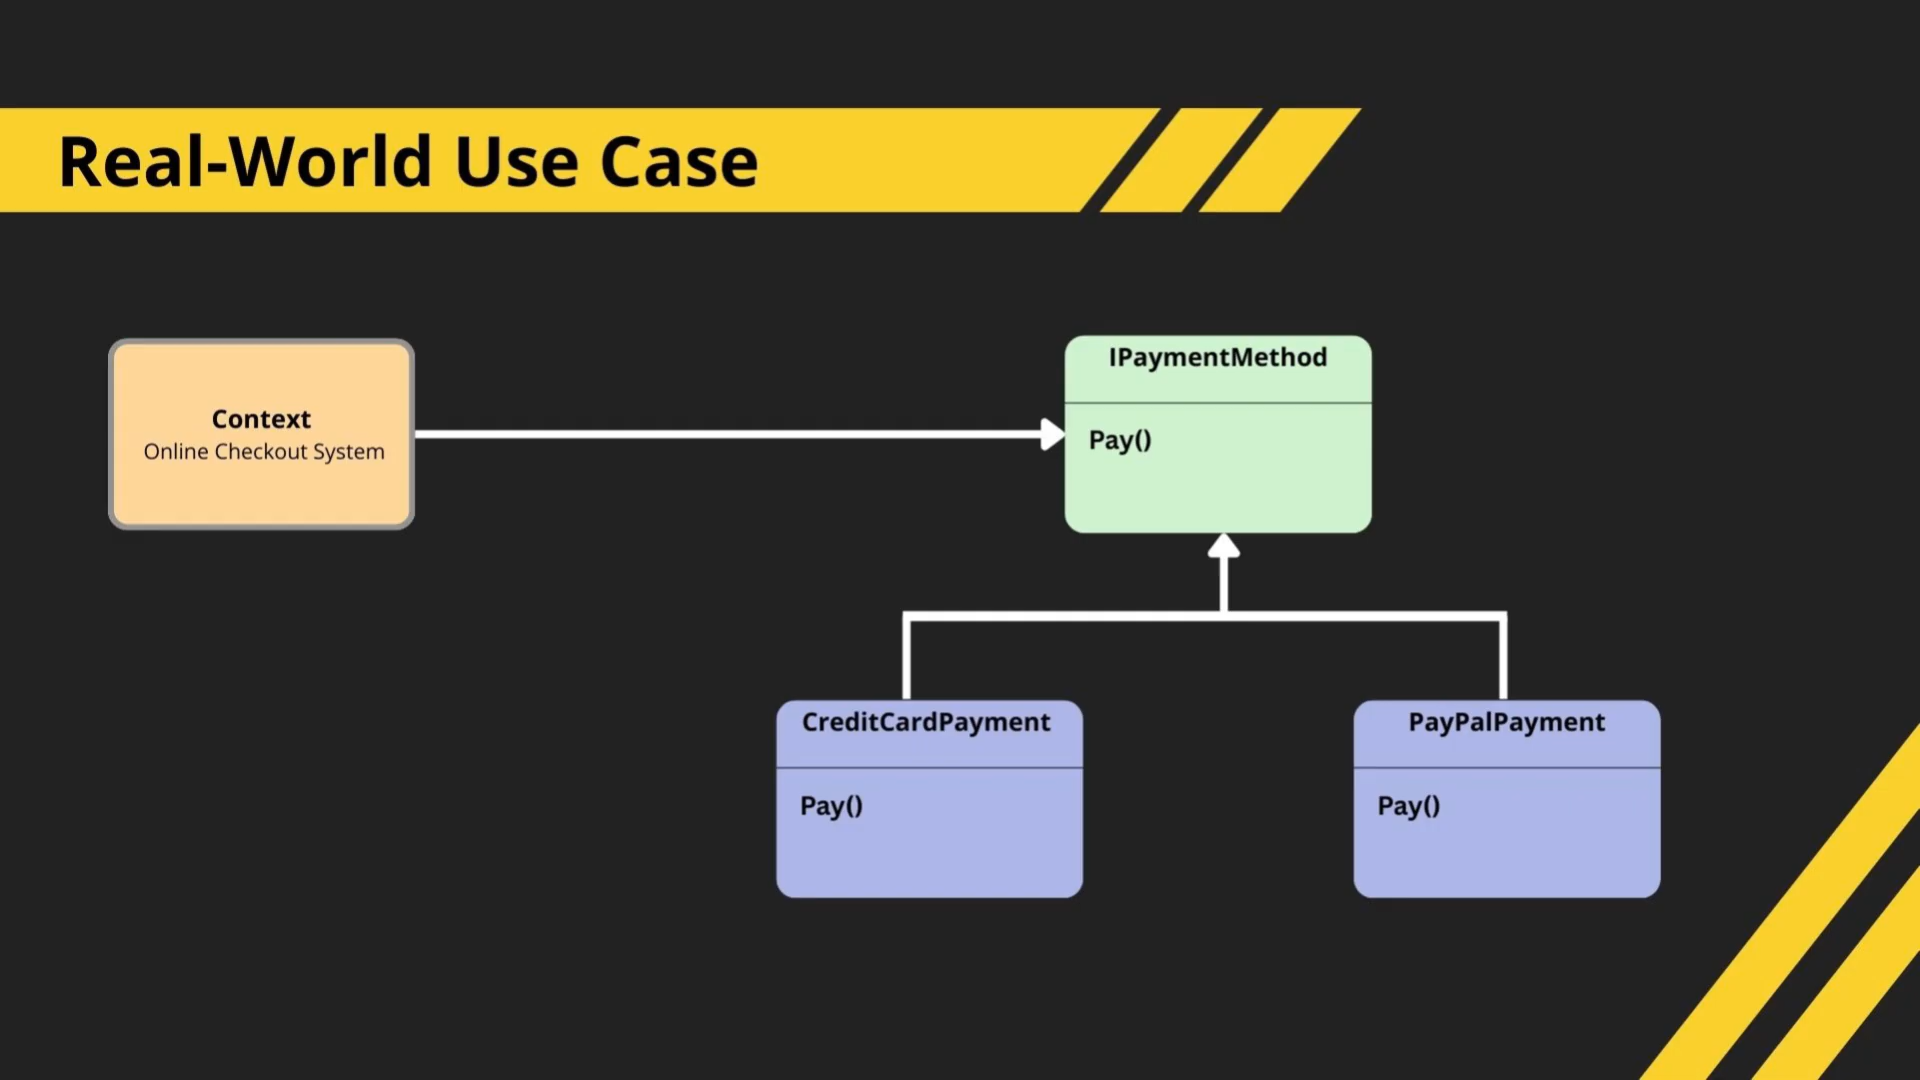 Real-World Use Case
Context
Online Checkout System
IPaymentMethod
Pay()
CreditCardPayment
Pay()
PayPalPayment
Pay()